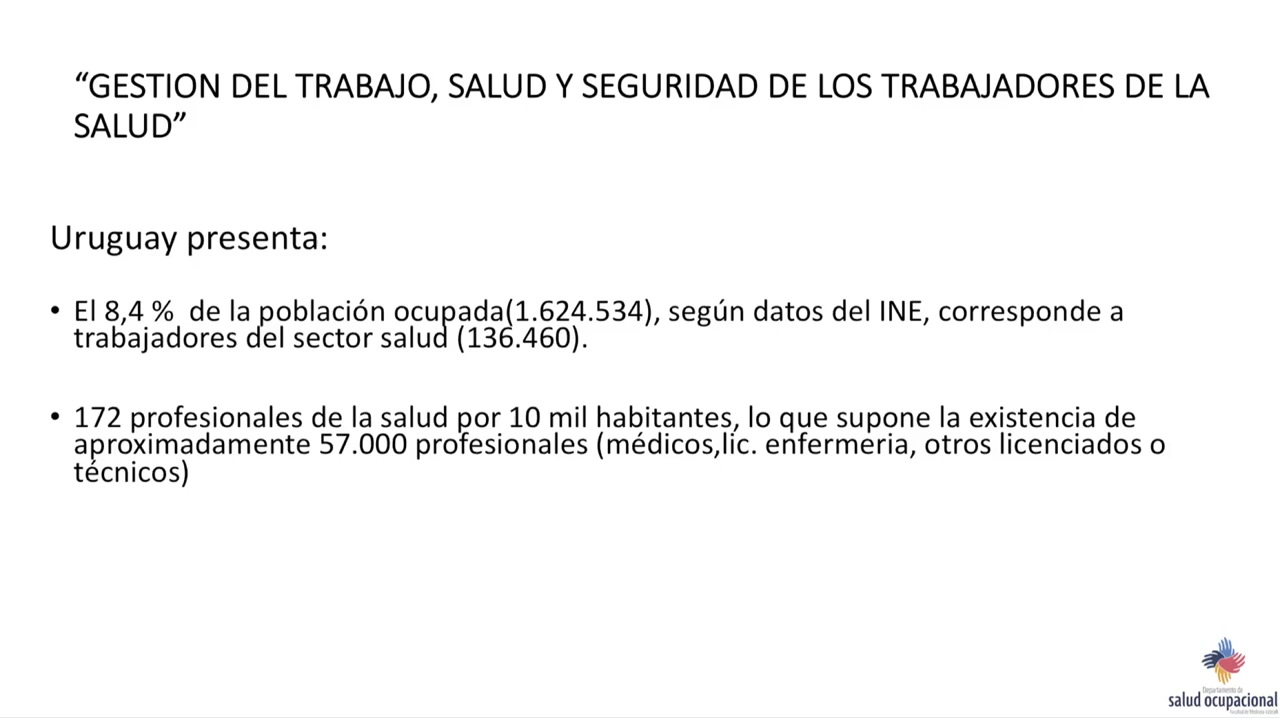 “GESTION DEL TRABAJO, SALUD Y SEGURIDAD DE LOS TRABAJADORES DE LA
SALUD”
Uruguay presenta:
• El 8,4 %  de la población ocupada(1.624.534), según datos del INE, corresponde a
trabajadores del sector salud (136.460).
• 172 profesionales de la salud por 10 mil habitantes, lo que supone la existencia de
aproximadamente 57.000 profesionales (médicos,lic. enfermeria, otros licenciados o
técnicos)
Departamento de
salud ocupacional